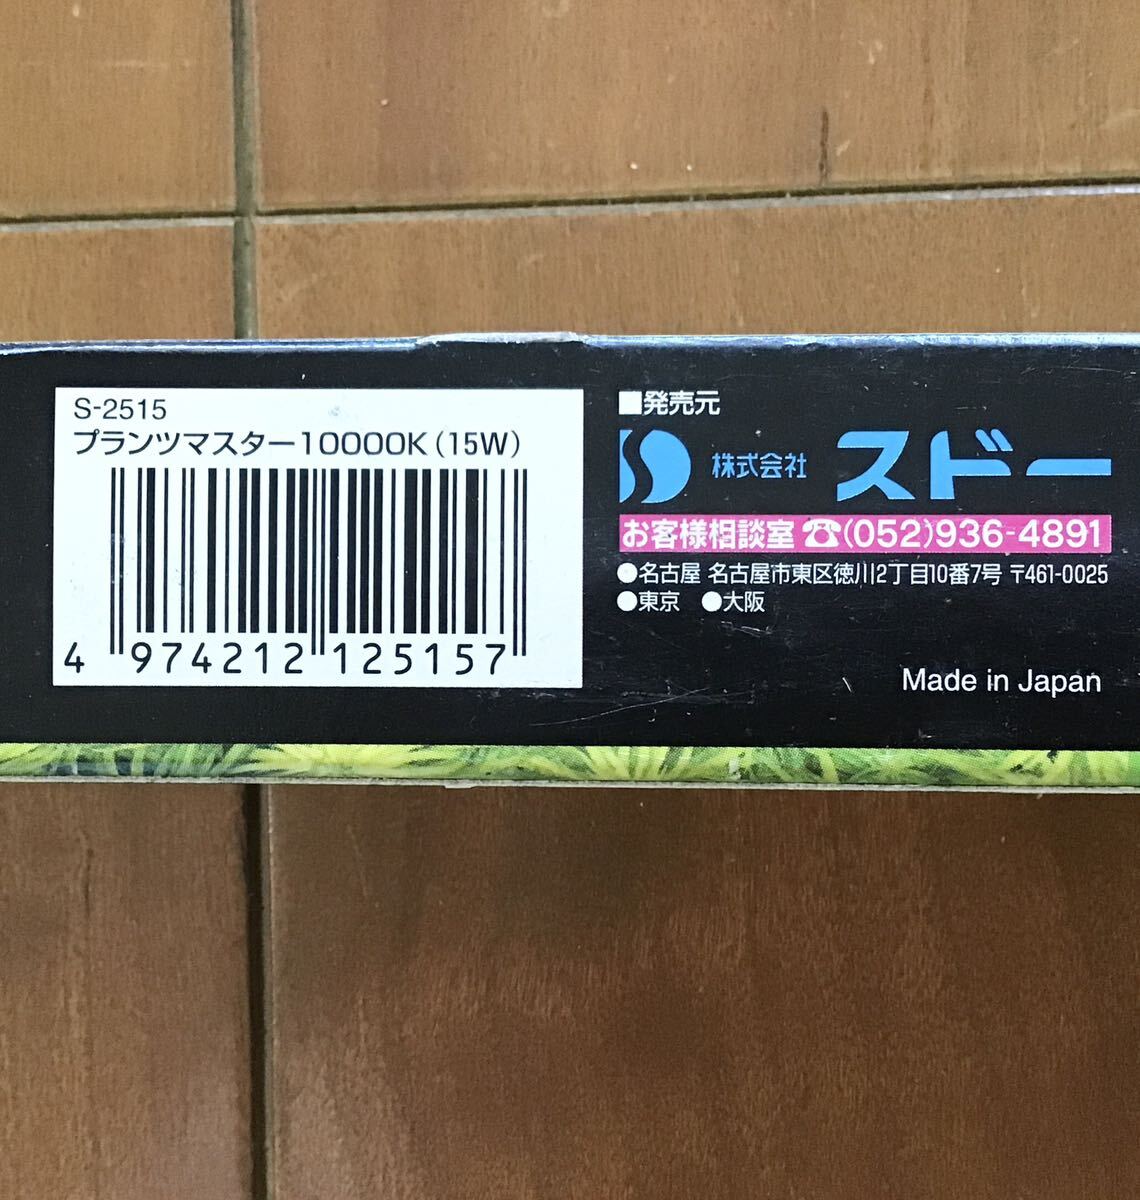 S-2515
プランツマスター10000K(15W)
4 974212 125157
■発売元
株式会社 スドー
お客様相談室☎(052)936-4891
●名古屋 名古屋市東区徳川2丁目10番7号 〒461-0025
●東京 ●大阪
Made in Japan